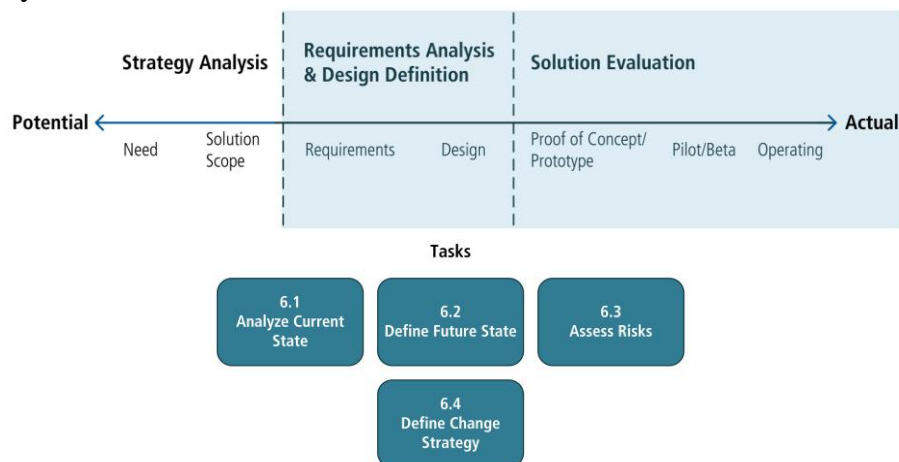 Strategy Analysis
Requirements Analysis
& Design Definition
Solution Evaluation
Potential
Actual
Need
Solution
Scope
Requirements
Design
Proof of Concept/
Prototype
Pilot/Beta
Operating
Tasks
6.1
Analyze Current
State
6.2
Define Future State
6.3
Assess Risks
6.4
Define Change
Strategy